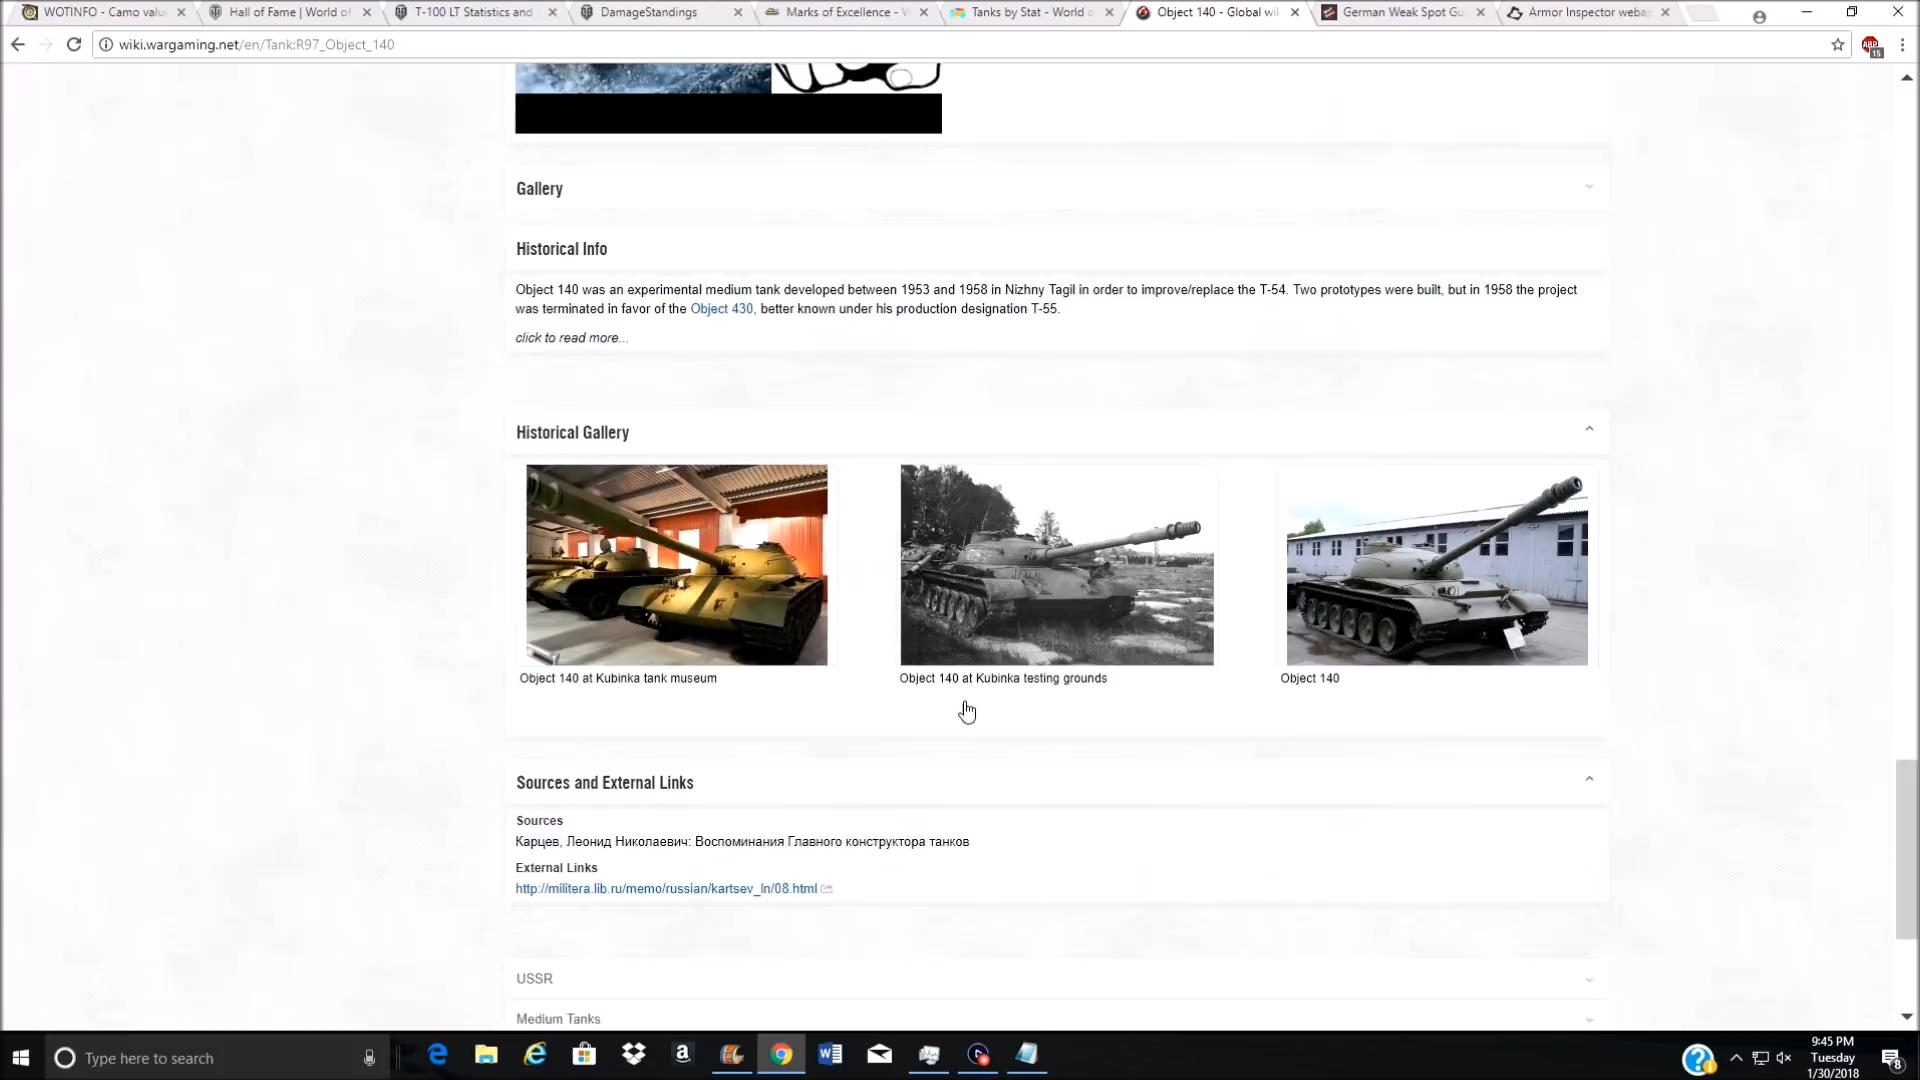 WOTINFO - Camo valu
Hall of Fame | World of
T-100 LT Statistics and
DamageStandings
Marks of Excellence -
Tanks by Stat - World o
Object 140 - Global wi
German Weak Spot Gu
Armor Inspector weba
wiki.wargaming.net/en/Tank:R97_Object_140
ABP
15
Gallery
Historical Info
Object 140 was an experimental medium tank developed between 1953 and 1958 in Nizhny Tagil in order to improve/replace the T-54. Two prototypes were built, but in 1958 the project
was terminated in favor of the Object 430, better known under his production designation T-55.
click to read more...
Historical Gallery
Object 140 at Kubinka tank museum
Object 140 at Kubinka testing grounds
Object 140
Sources and External Links
Sources
Карцев, Леонид Николаевич: Воспоминания Главного конструктора танков
External Links
http://militera.lib.ru/memo/russian/kartsev_ln/08.html
USSR
Medium Tanks
Type here to search
9:45 PM
Tuesday
1/30/2018
8